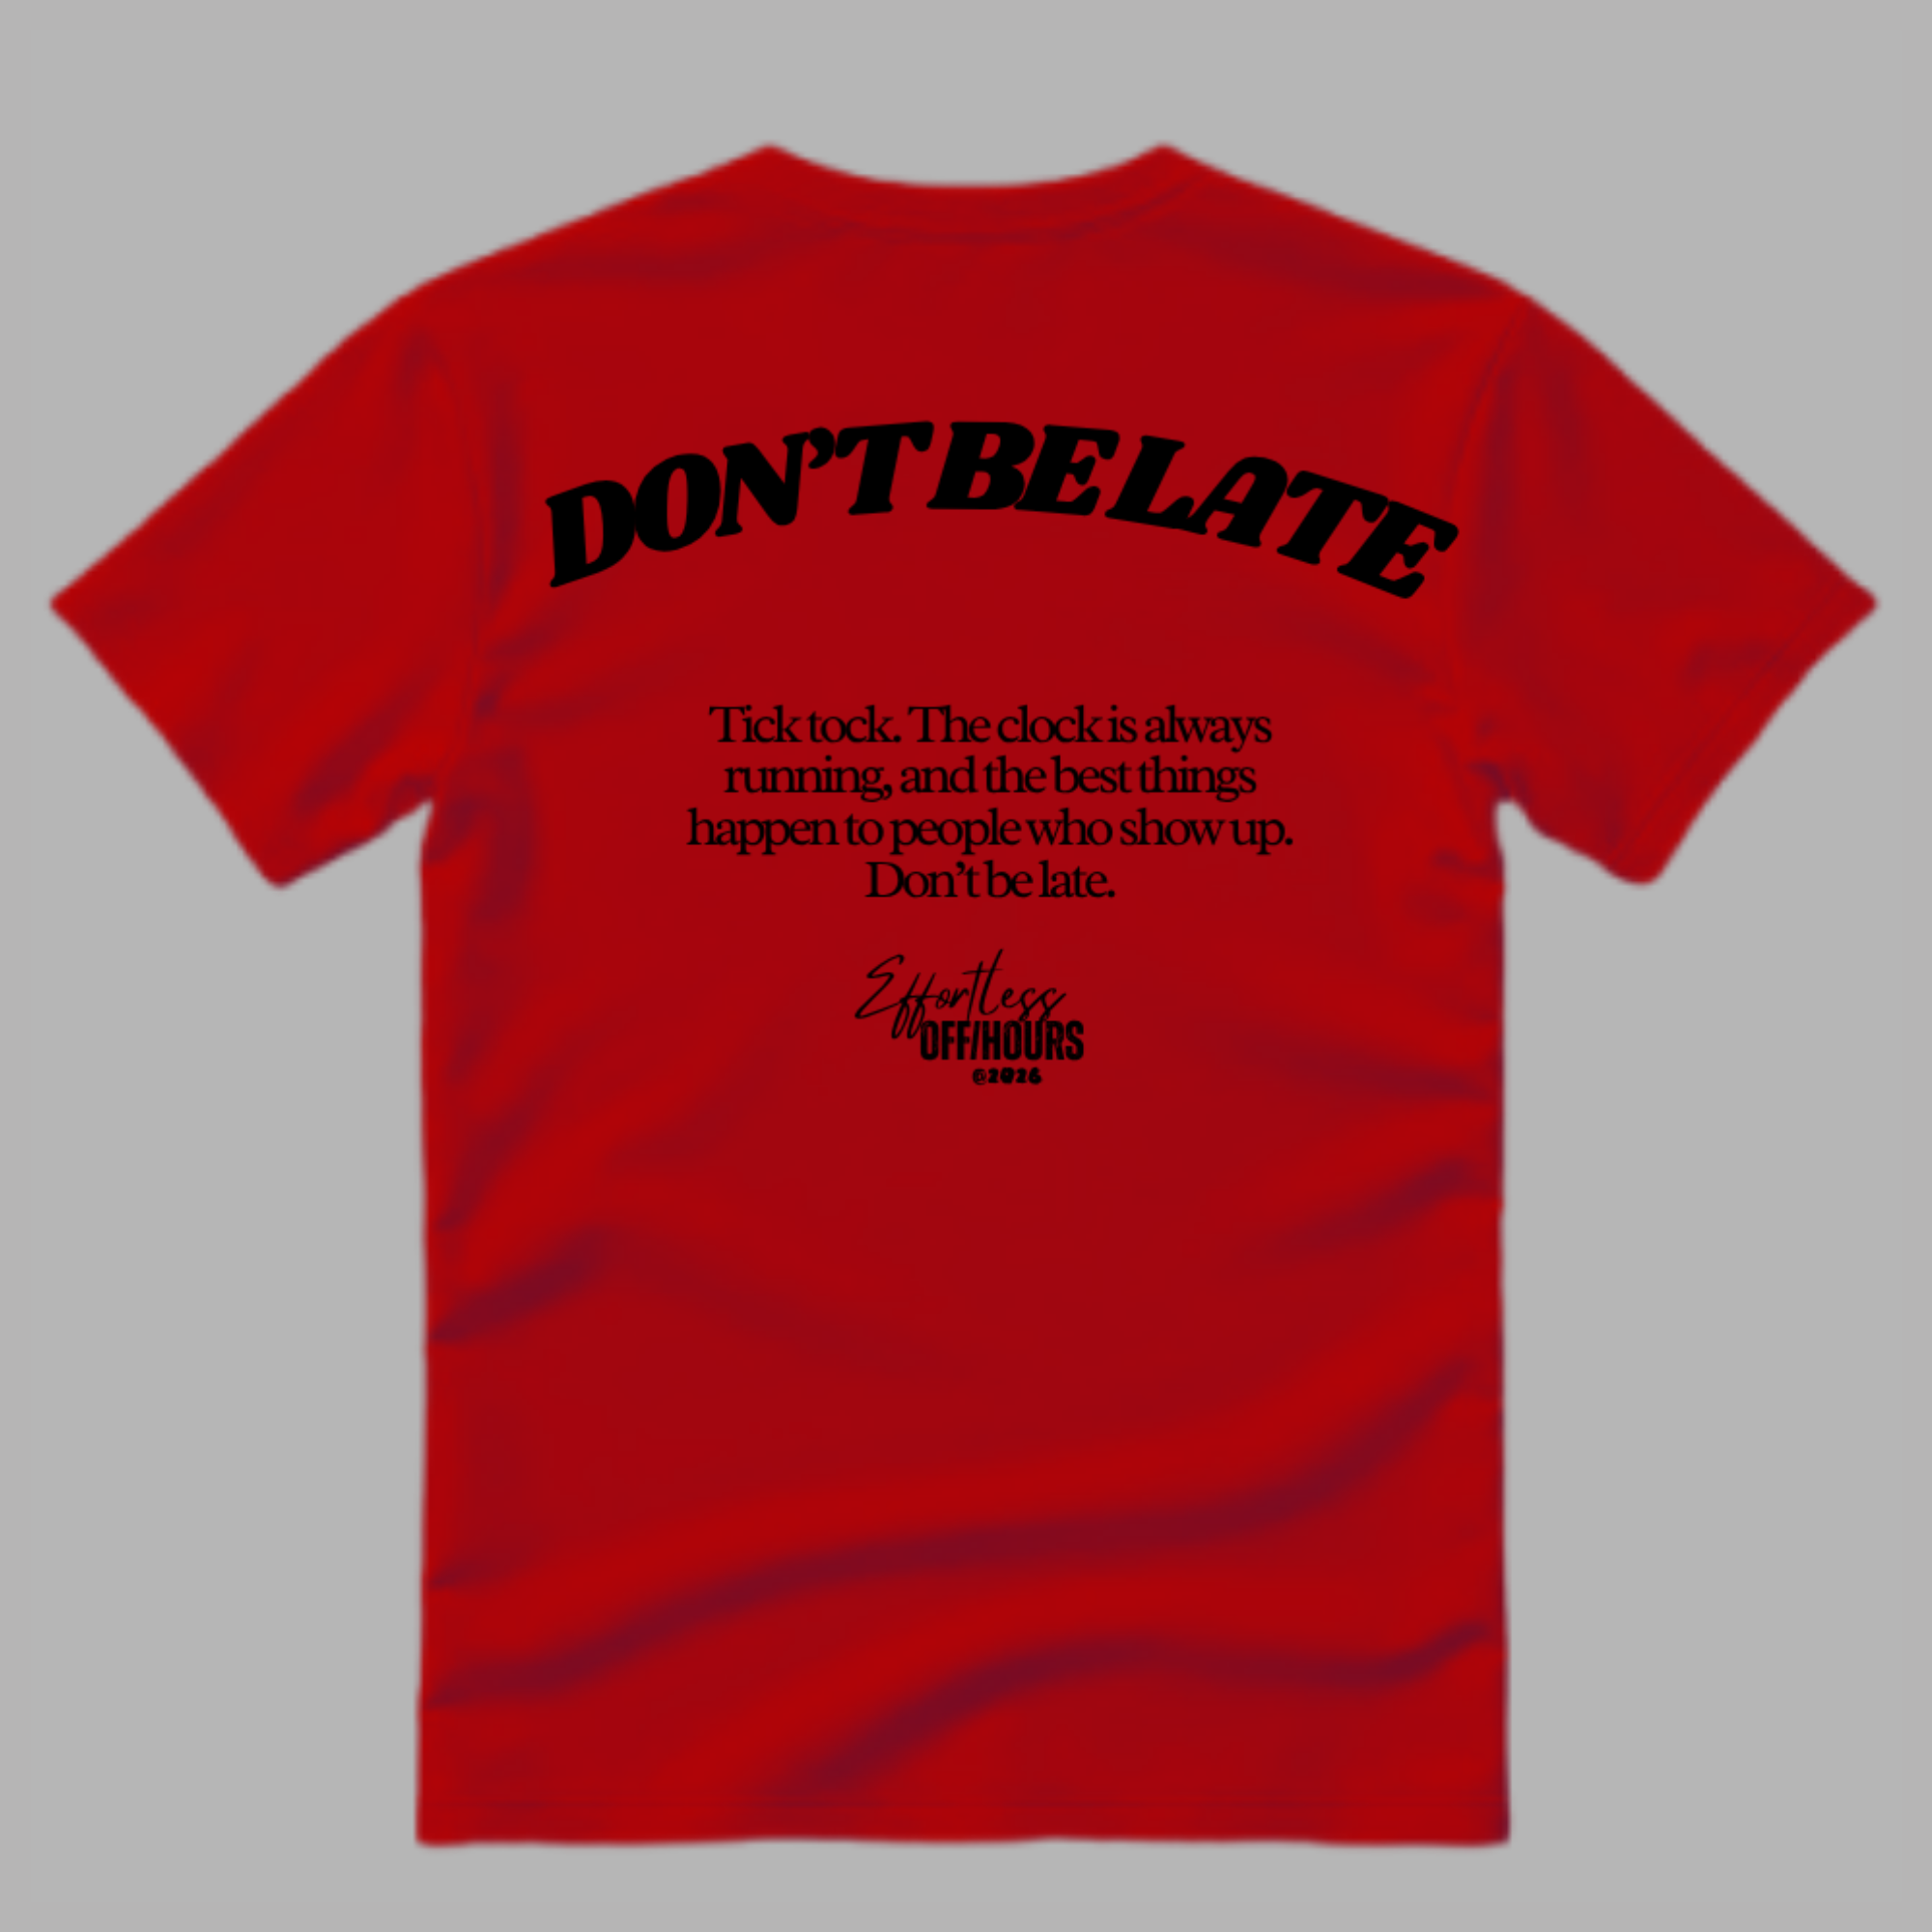 DON'T BE LATE
Tick tock. The clock is always
running, and the best things
happen to people who show up.
Don't be late.
Effortless
OFF/HOURS
@2026